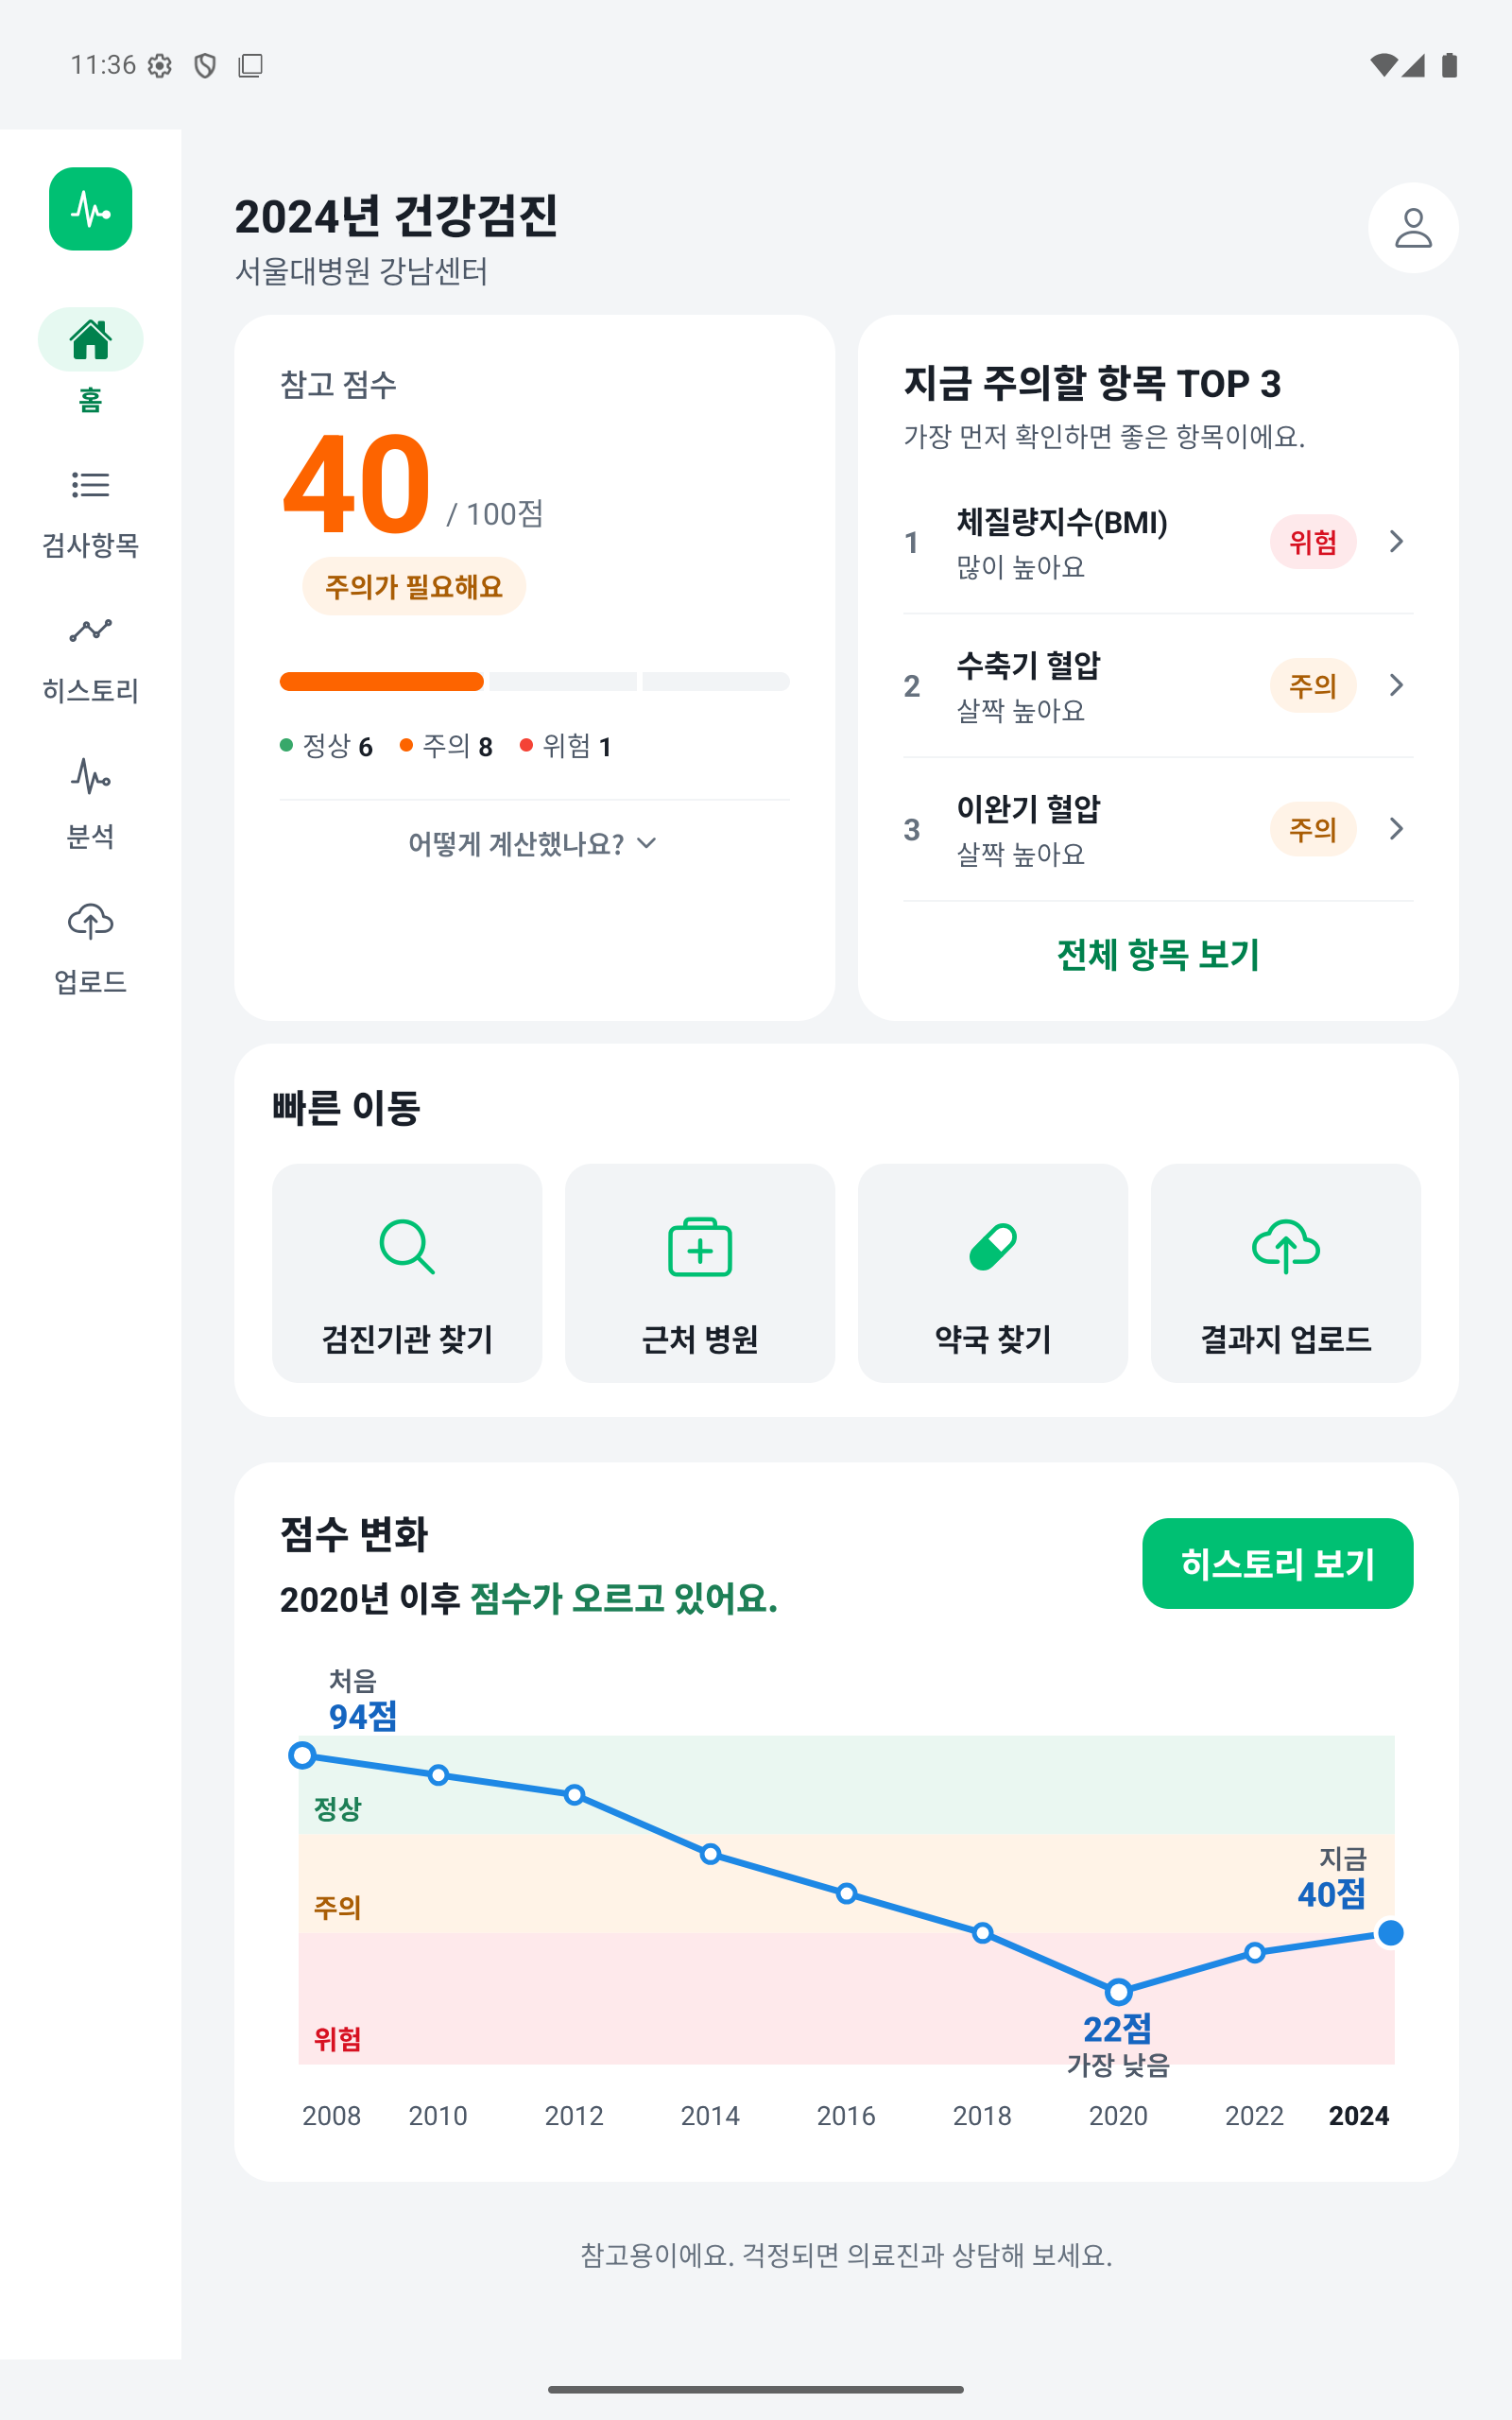 11:36
2024년 건강검진
서울대병원 강남센터
홈
검사항목
히스토리
분석
업로드
참고 점수
40 / 100점
주의가 필요해요
정상 6 주의 8 위험 1
어떻게 계산했나요?
지금 주의할 항목 TOP 3
가장 먼저 확인하면 좋은 항목이에요.
1 체질량지수(BMI) 위험
많이 높아요
2 수축기 혈압 주의
살짝 높아요
3 이완기 혈압 주의
살짝 높아요
전체 항목 보기
빠른 이동
검진기관 찾기
근처 병원
약국 찾기
결과지 업로드
점수 변화
2020년 이후 점수가 오르고 있어요.
히스토리 보기
처음
94점
정상
주의
위험
지금
40점
22점
가장 낮음
2008 2010 2012 2014 2016 2018 2020 2022 2024
참고용이에요. 걱정되면 의료진과 상담해 보세요.